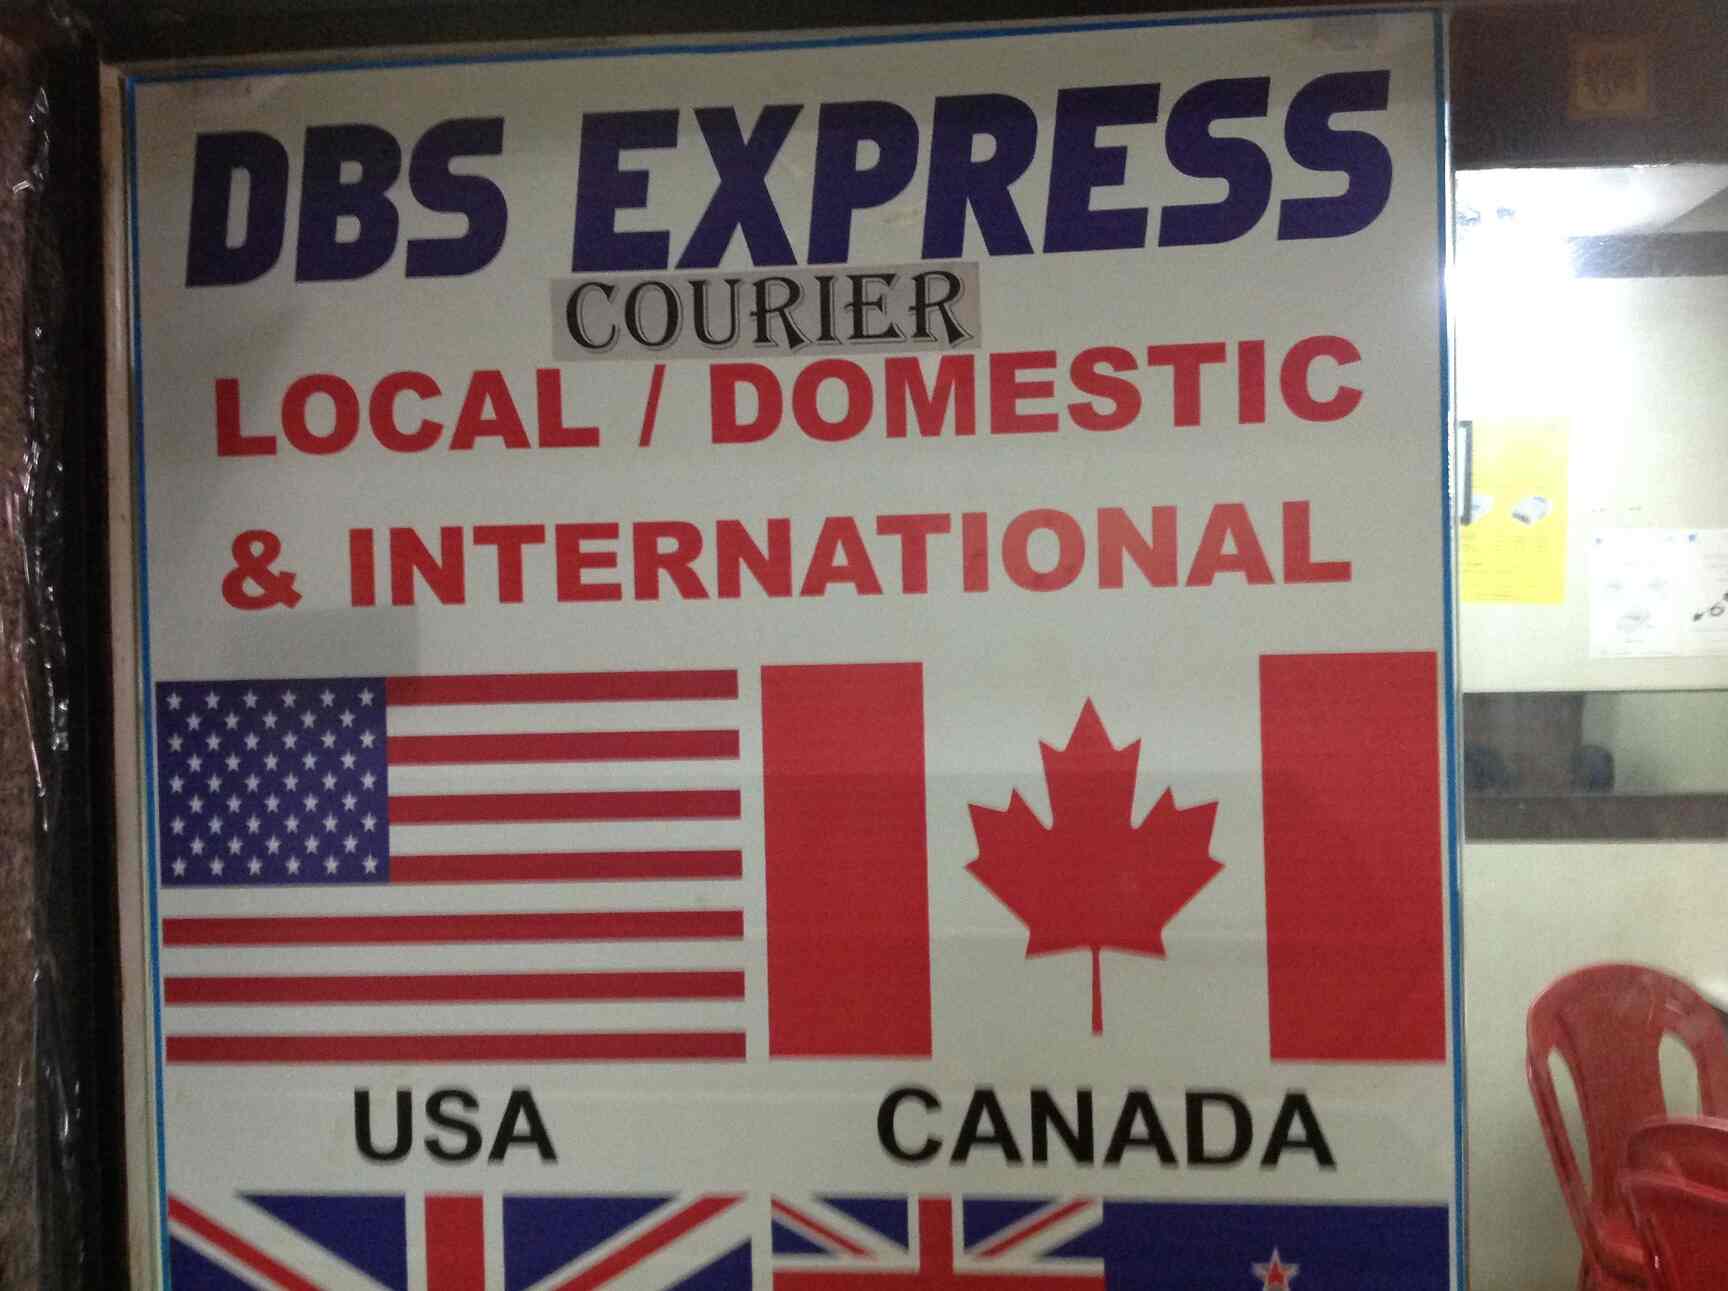 DBS EXPRESS
COURIER
LOCAL / DOMESTIC
& INTERNATIONAL
USA
CANADA